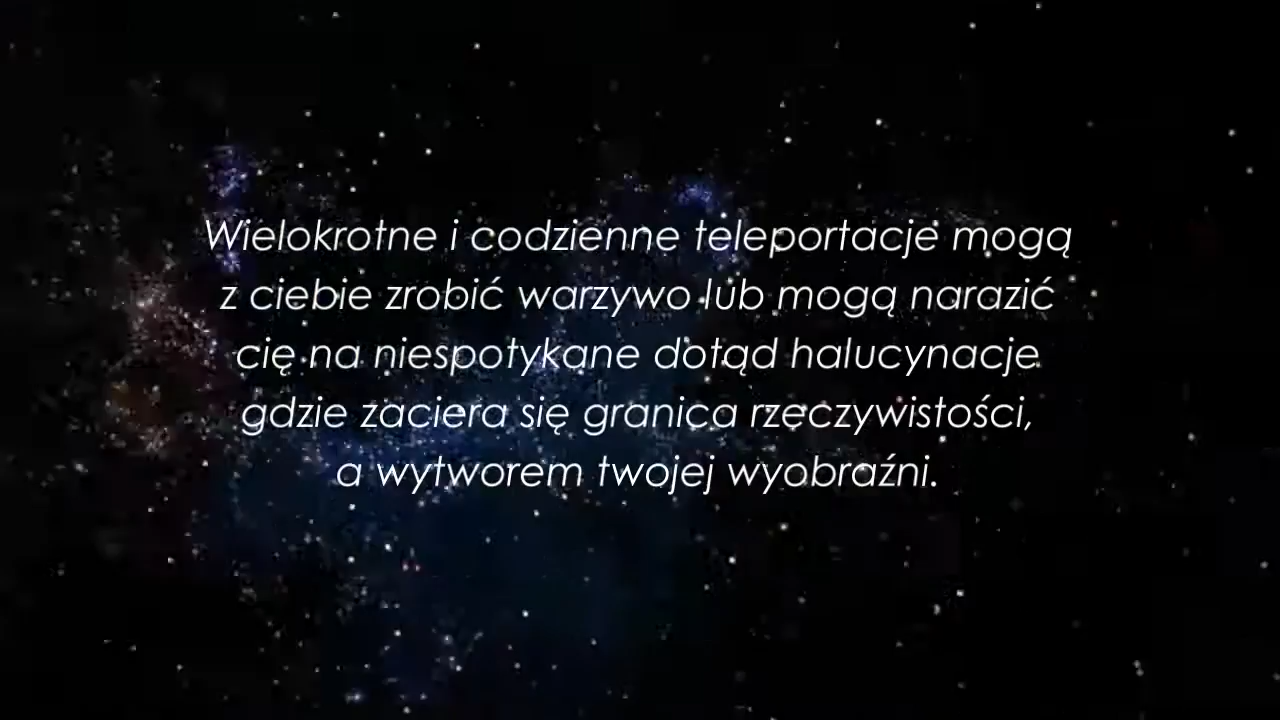 Wielokrotne i codzienne teleportacje mogą
z ciebie zrobić warzywo lub mogą narazić
cię na niespotykane dotąd halucynacje
gdzie zaciera się granica rzeczywistości,
a wytworem twojej wyobraźni.